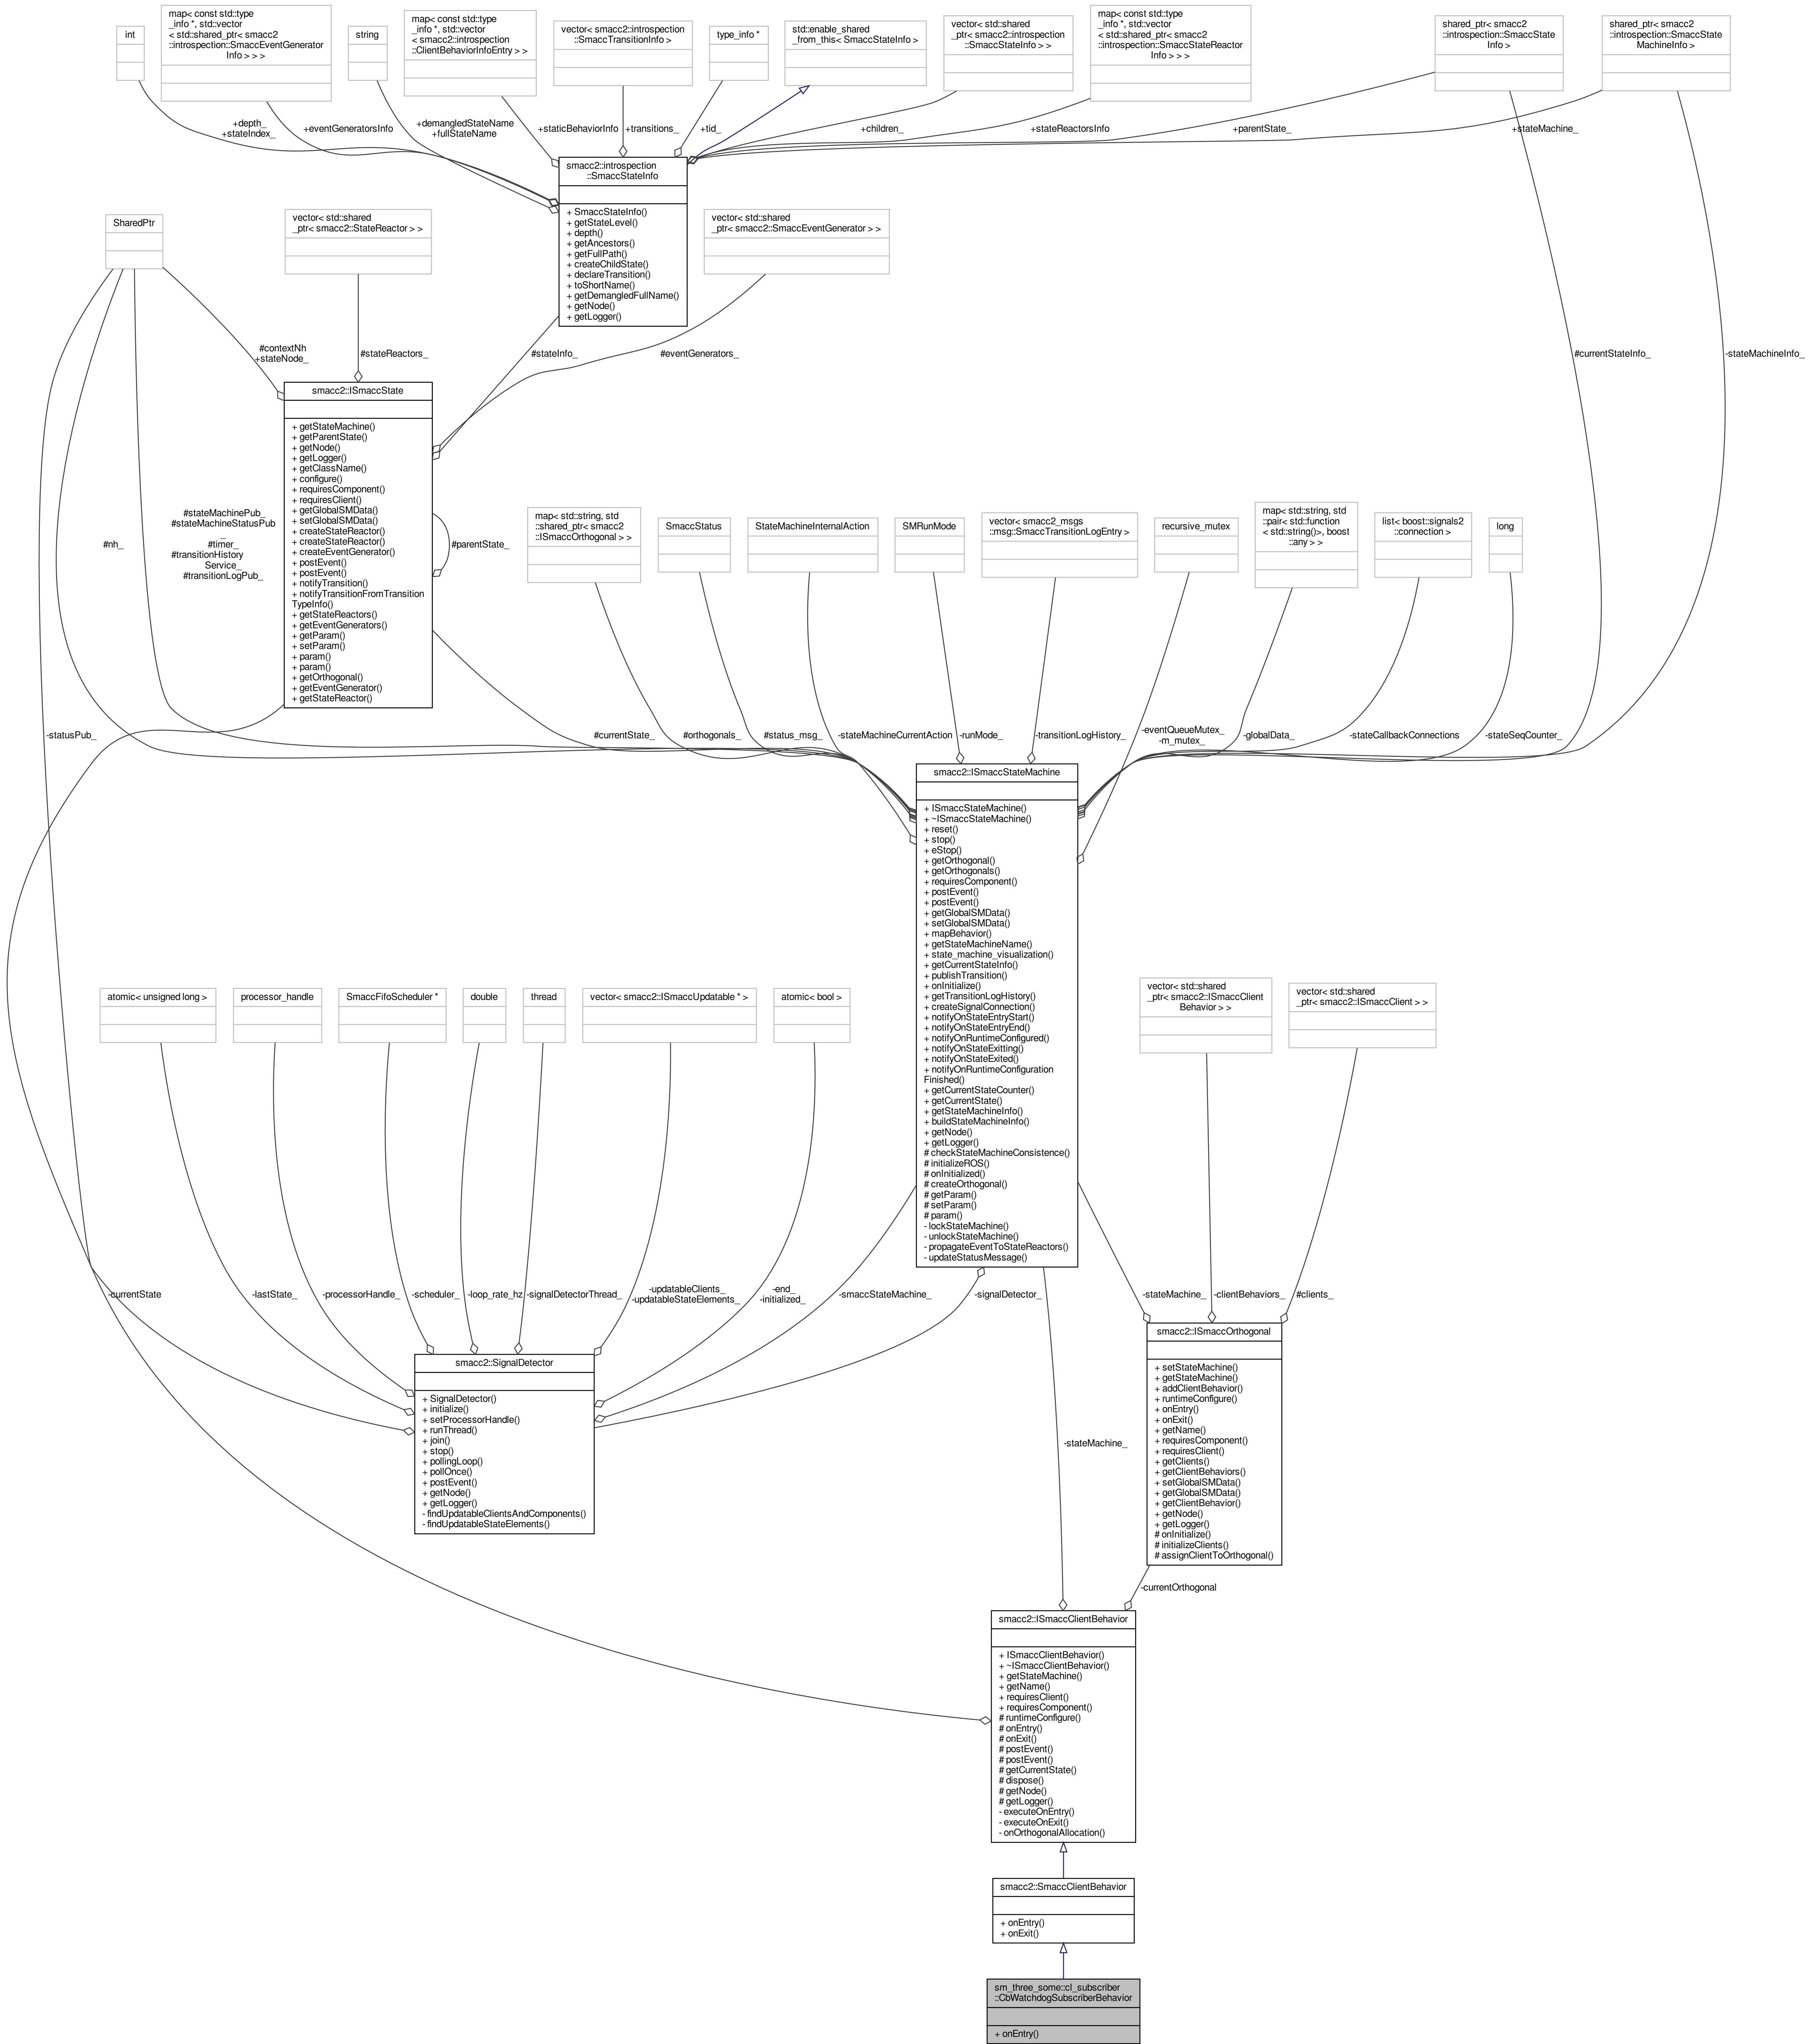 int
map< const std::type
_info *, std::vector
< std::shared_ptr< smacc2
::introspection::SmaccEventGenerator
Info > > >
string
map< const std::type
_info *, std::vector
< smacc2::introspection
::ClientBehaviorInfoEntry > >
vector< smacc2::introspection
::SmaccTransitionInfo >
type_info *
std::enable_shared
_from_this< SmaccStateInfo >
vector< std::shared
_ptr< smacc2::introspection
::SmaccStateInfo > >
map< const std::type
_info *, std::vector
< std::shared_ptr< smacc2
::introspection::SmaccStateReactor
Info > > >
shared_ptr< smacc2
::introspection::SmaccState
Info >
shared_ptr< smacc2
::introspection::SmaccState
MachineInfo >
+depth_
+stateIndex_
+eventGeneratorsInfo
+demangledStateName
+fullStateName
+staticBehaviorInfo
+transitions_
+tid_
+children_
+stateReactorsInfo
+parentState_
+stateMachine_
smacc2::introspection
::SmaccStateInfo
+ SmaccStateInfo()
+ getStateLevel()
+ depth()
+ getAncestors()
+ getFullPath()
+ createChildState()
+ declareTransition()
+ toShortName()
+ getDemangledFullName()
+ getNode()
+ getLogger()
SharedPtr
vector< std::shared
_ptr< smacc2::StateReactor > >
vector< std::shared
_ptr< smacc2::SmaccEventGenerator > >
#contextNh
+stateNode_
#stateReactors_
#stateInfo_
#eventGenerators_
#currentStateInfo_
-stateMachineInfo_
smacc2::ISmaccState
+ getStateMachine()
+ getParentState()
+ getNode()
+ getLogger()
+ getClassName()
+ configure()
+ requiresComponent()
+ requiresClient()
+ getGlobalSMData()
+ setGlobalSMData()
+ createStateReactor()
+ createStateReactor()
+ createEventGenerator()
+ postEvent()
+ postEvent()
+ notifyTransition()
+ notifyTransitionFromTransition
TypeInfo()
+ getStateReactors()
+ getEventGenerators()
+ getParam()
+ setParam()
+ param()
+ param()
+ getOrthogonal()
+ getEventGenerator()
+ getStateReactor()
#parentState_
#nh_
#stateMachinePub_
#stateMachineStatusPub
_
#timer_
#transitionHistory
Service_
#transitionLogPub_
map< std::string, std
::shared_ptr< smacc2
::ISmaccOrthogonal > >
SmaccStatus
StateMachineInternalAction
SMRunMode
vector< smacc2_msgs
::msg::SmaccTransitionLogEntry >
recursive_mutex
map< std::string, std
::pair< std::function
< std::string()>, boost
::any > >
list< boost::signals2
::connection >
long
-statusPub_
#currentState_
#orthogonals_
#status_msg_
-stateMachineCurrentAction
-runMode_
-transitionLogHistory_
-eventQueueMutex_
-m_mutex_
-globalData_
-stateCallbackConnections
-stateSeqCounter_
smacc2::ISmaccStateMachine
+ ISmaccStateMachine()
+ ~ISmaccStateMachine()
+ reset()
+ stop()
+ eStop()
+ getOrthogonal()
+ getOrthogonals()
+ requiresComponent()
+ postEvent()
+ postEvent()
+ getGlobalSMData()
+ setGlobalSMData()
+ mapBehavior()
+ getStateMachineName()
+ state_machine_visualization()
+ getCurrentStateInfo()
+ publishTransition()
+ onInitialize()
+ getTransitionLogHistory()
+ createSignalConnection()
+ notifyOnStateEntryStart()
+ notifyOnStateEntryEnd()
+ notifyOnRuntimeConfigured()
+ notifyOnStateExitting()
+ notifyOnStateExited()
+ notifyOnRuntimeConfiguration
Finished()
+ getCurrentStateCounter()
+ getCurrentState()
+ getStateMachineInfo()
+ buildStateMachineInfo()
+ getNode()
+ getLogger()
# checkStateMachineConsistence()
# initializeROS()
# onInitialized()
# createOrthogonal()
# getParam()
# setParam()
# param()
- lockStateMachine()
- unlockStateMachine()
- propagateEventToStateReactors()
- updateStatusMessage()
atomic< unsigned long >
processor_handle
SmaccFifoScheduler *
double
thread
vector< smacc2::ISmaccUpdatable * >
atomic< bool >
vector< std::shared
_ptr< smacc2::ISmaccClient
Behavior > >
vector< std::shared
_ptr< smacc2::ISmaccClient > >
-currentState
-lastState_
-processorHandle_
-scheduler_
-loop_rate_hz
-signalDetectorThread_
-updatableClients_
-updatableStateElements_
-end_
-initialized_
-smaccStateMachine_
-signalDetector_
-stateMachine_
-clientBehaviors_
#clients_
smacc2::SignalDetector
+ SignalDetector()
+ initialize()
+ setProcessorHandle()
+ runThread()
+ join()
+ stop()
+ pollingLoop()
+ pollOnce()
+ postEvent()
+ getNode()
+ getLogger()
- findUpdatableClientsAndComponents()
- findUpdatableStateElements()
smacc2::ISmaccOrthogonal
+ setStateMachine()
+ getStateMachine()
+ addClientBehavior()
+ runtimeConfigure()
+ onEntry()
+ onExit()
+ getName()
+ requiresComponent()
+ requiresClient()
+ getClients()
+ getClientBehaviors()
+ setGlobalSMData()
+ getGlobalSMData()
+ getClientBehavior()
+ getNode()
+ getLogger()
# onInitialize()
# initializeClients()
# assignClientToOrthogonal()
-stateMachine_
-currentOrthogonal
smacc2::ISmaccClientBehavior
+ ISmaccClientBehavior()
+ ~ISmaccClientBehavior()
+ getStateMachine()
+ getName()
+ requiresClient()
+ requiresComponent()
# runtimeConfigure()
# onEntry()
# onExit()
# postEvent()
# postEvent()
# getCurrentState()
# dispose()
# getNode()
# getLogger()
- executeOnEntry()
- executeOnExit()
- onOrthogonalAllocation()
smacc2::SmaccClientBehavior
+ onEntry()
+ onExit()
sm_three_some::cl_subscriber
::CbWatchdogSubscriberBehavior
+ onEntry()